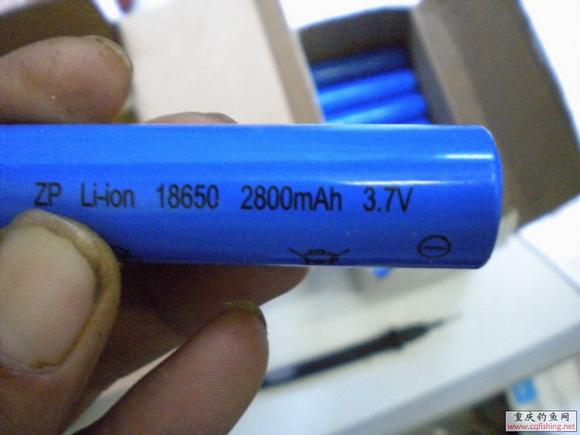 ZP Li-ion 18650 2800mAh 3.7V
重庆钓鱼网
www.cqfishing.net